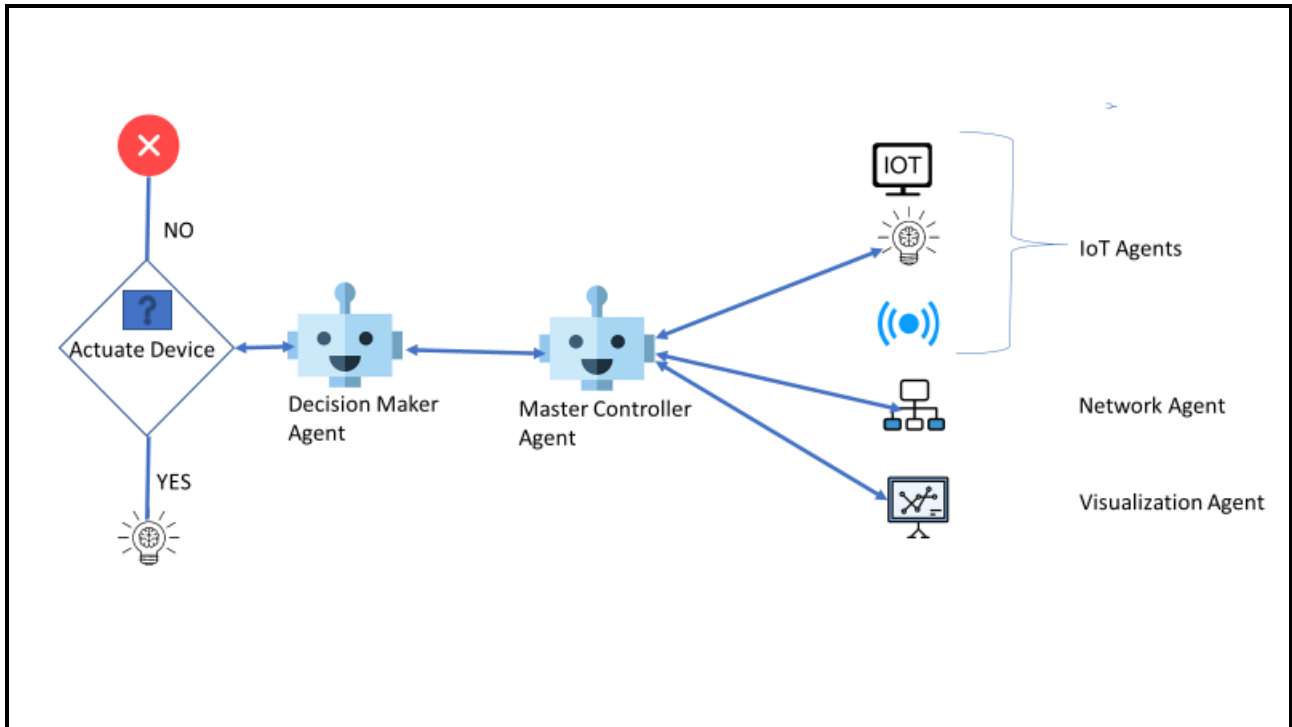 NO
?
Actuate Device
YES
Decision Maker
Agent
Master Controller
Agent
IOT
IoT Agents
Network Agent
Visualization Agent